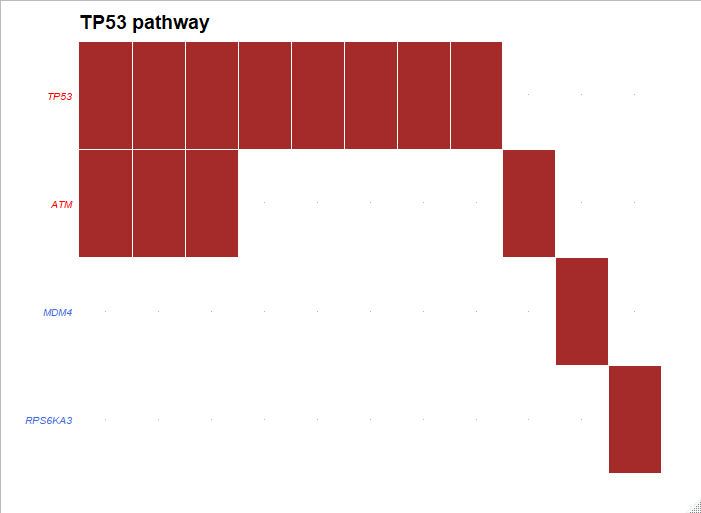 TP53 pathway
TP53
ATM
MDM4
RPS6KA3